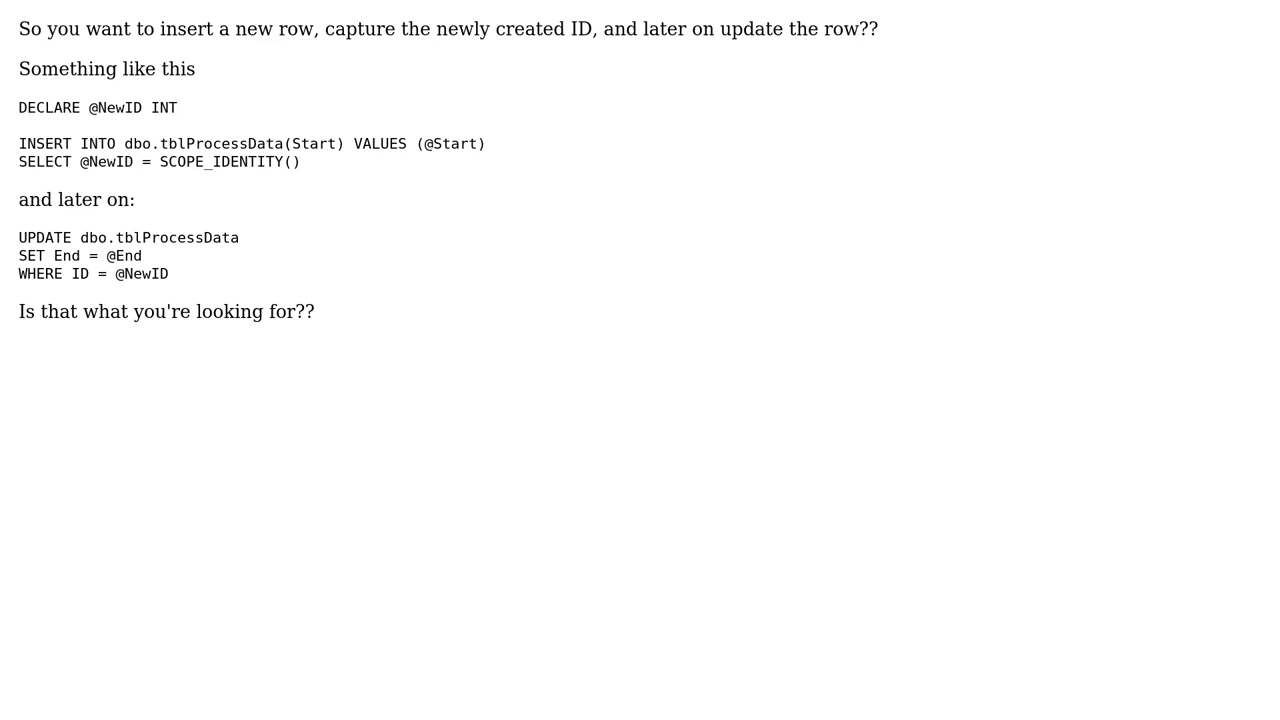 So you want to insert a new row, capture the newly created ID, and later on update the row??
Something like this
DECLARE @NewID INT
INSERT INTO dbo.tblProcessData(Start) VALUES (@Start)
SELECT @NewID = SCOPE_IDENTITY()
and later on:
UPDATE dbo.tblProcessData
SET End = @End
WHERE ID = @NewID
Is that what you're looking for??